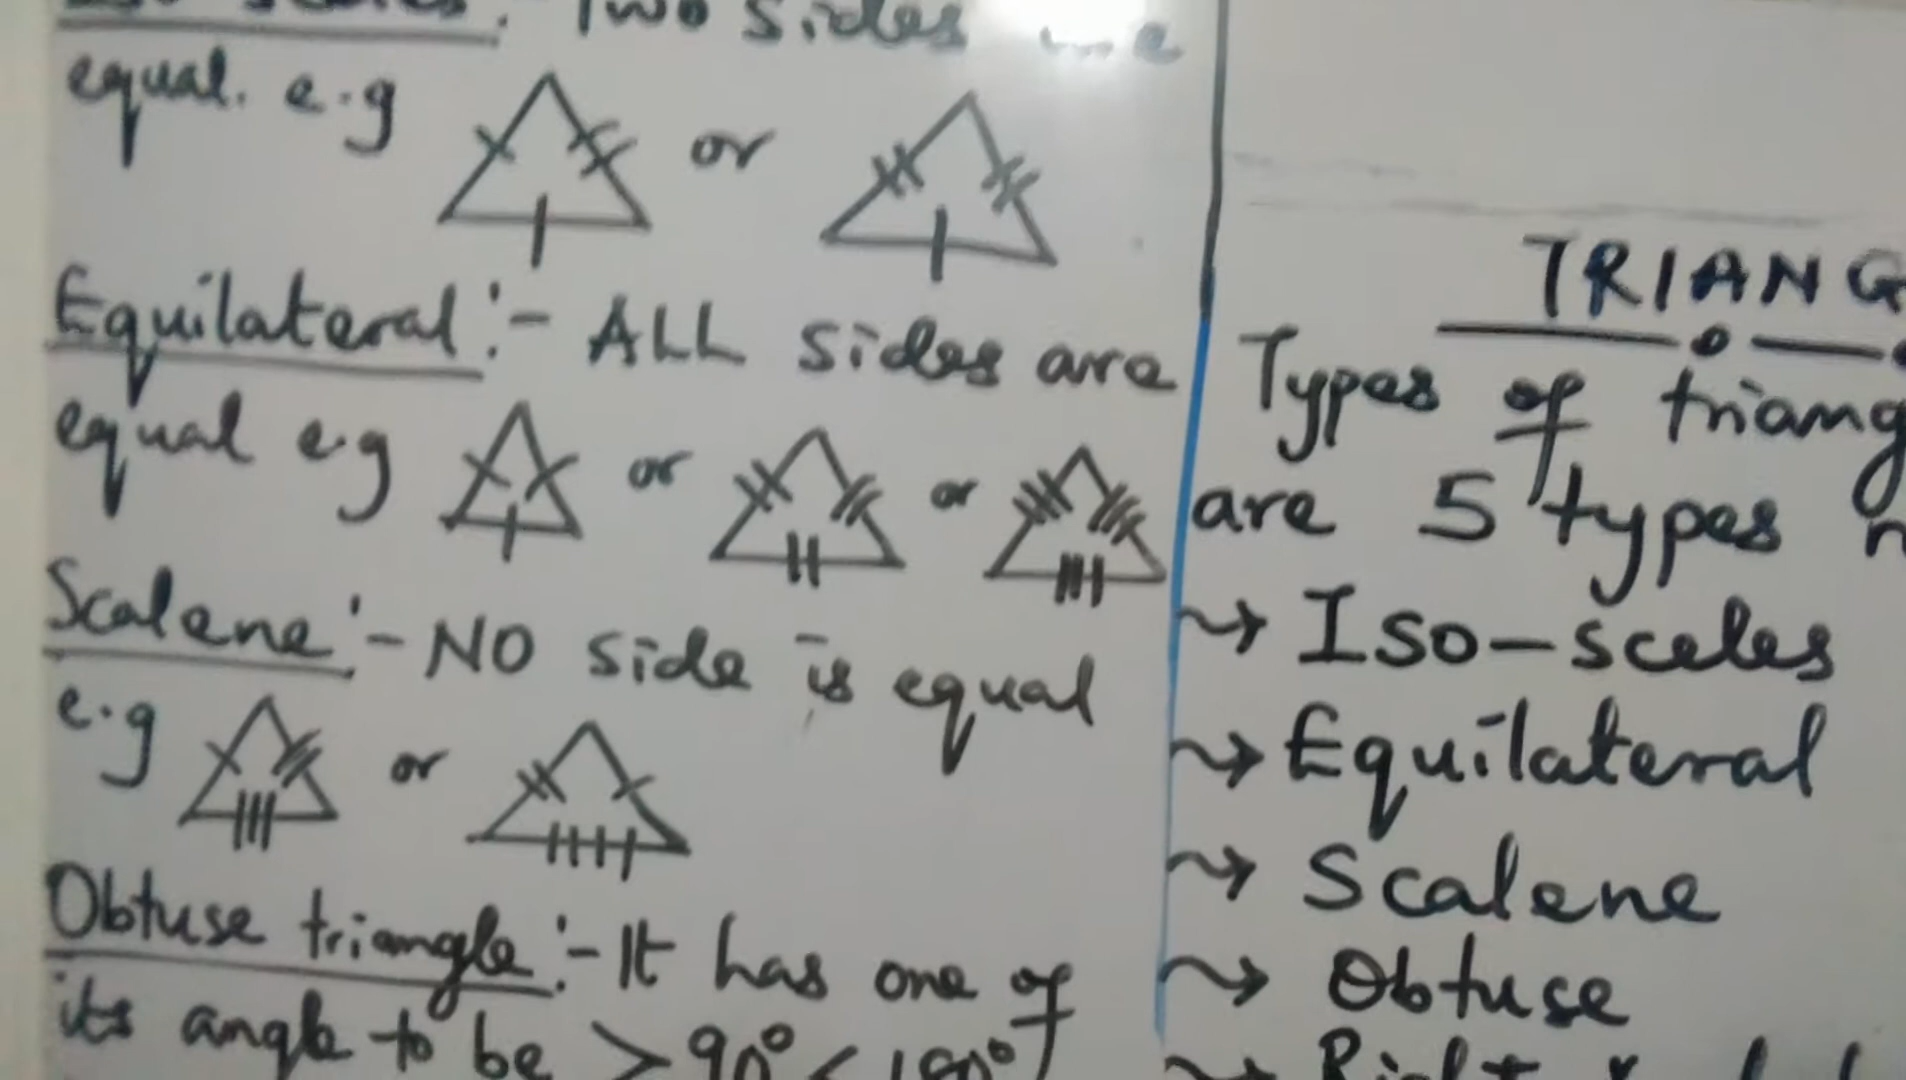 Two sides
equal. e.g or
Equilateral:- ALL sides are
equal e.g or or
Scalene:- NO side is equal
e.g or
Obtuse triangle:- It has one of
its angle to be > 90° < 180°
TRIANG
Types of triang
are 5 types
→ Iso-sceles
→ Equilateral
→ Scalene
→ Obtuse